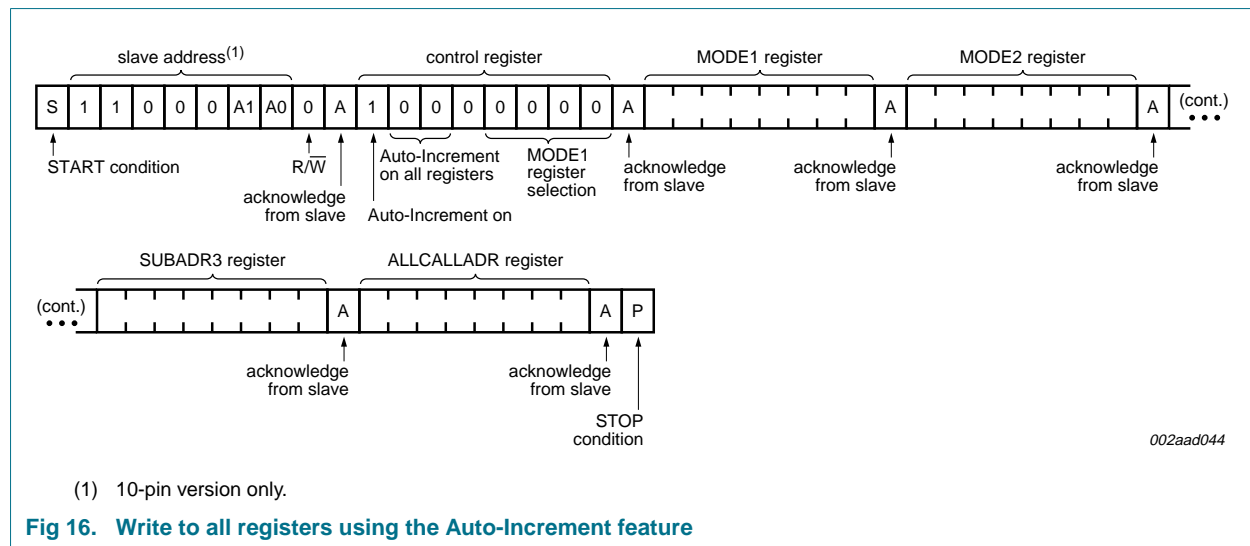 slave address(1)
control register
MODE1 register
MODE2 register
S 1 1 0 0 0 A1 A0 0 A 1 0 0 0 0 0 0 0 A A A (cont.)
START condition
R/W
acknowledge
from slave
Auto-Increment on
Auto-Increment
on all registers
MODE1
register
selection
acknowledge
from slave
acknowledge
from slave
acknowledge
from slave
SUBADR3 register
ALLCALLADR register
(cont.) A A P
acknowledge
from slave
acknowledge
from slave
STOP
condition
002aad044
(1) 10-pin version only.
Fig 16. Write to all registers using the Auto-Increment feature